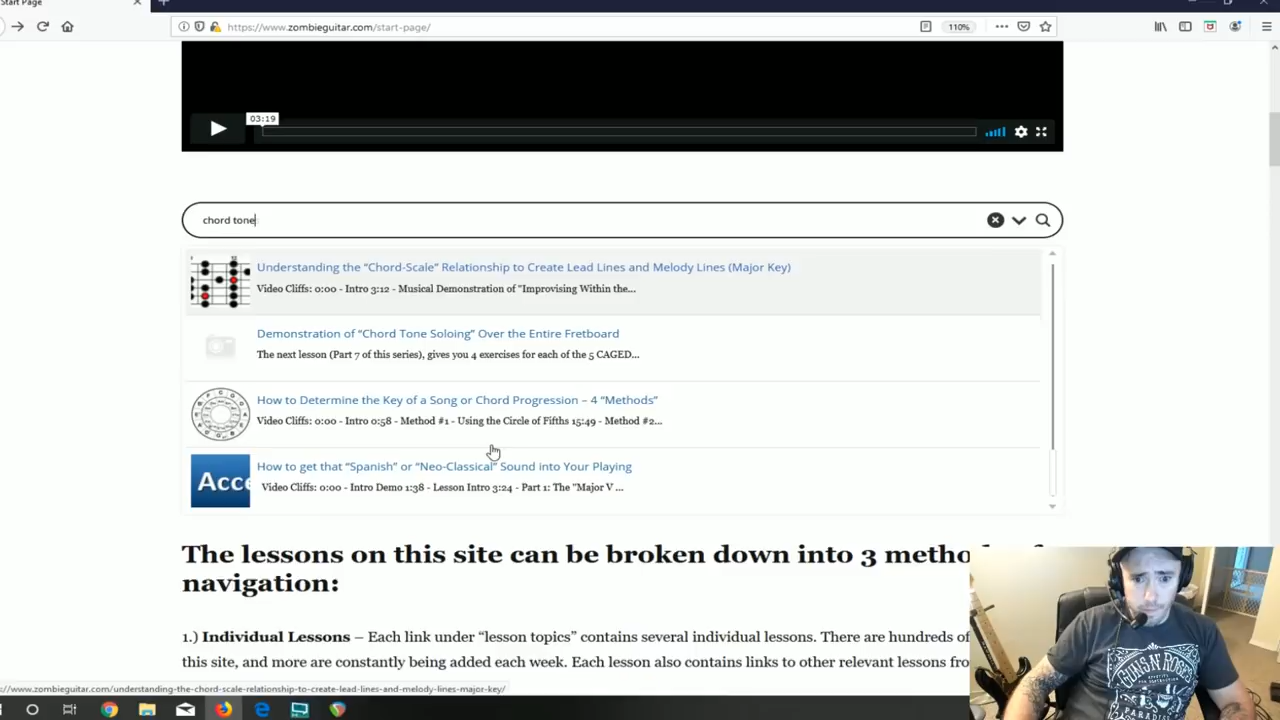 Start Page
https://www.zombieguitar.com/start-page/
110%
03:19
chord tone
Understanding the “Chord-Scale” Relationship to Create Lead Lines and Melody Lines (Major Key)
Video Cliffs: 0:00 - Intro 3:12 - Musical Demonstration of "Improvising Within the...
Demonstration of “Chord Tone Soloing” Over the Entire Fretboard
The next lesson (Part 7 of this series), gives you 4 exercises for each of the 5 CAGED...
How to Determine the Key of a Song or Chord Progression – 4 “Methods”
Video Cliffs: 0:00 - Intro 0:58 - Method #1 - Using the Circle of Fifths 15:49 - Method #2...
How to get that “Spanish” or “Neo-Classical” Sound into Your Playing
Acce
Video Cliffs: 0:00 - Intro Demo 1:38 - Lesson Intro 3:24 - Part 1: The "Major V ...
The lessons on this site can be broken down into 3
navigation:
1.) Individual Lessons – Each link under “lesson topics” contains several individual lessons. There are hundreds of
this site, and more are constantly being added each week. Each lesson also contains links to other relevant lessons
://www.zombieguitar.com/understanding-the-chord-scale-relationship-to-create-lead-lines-and-melody-lines-major-key/
GUNS N' ROSES